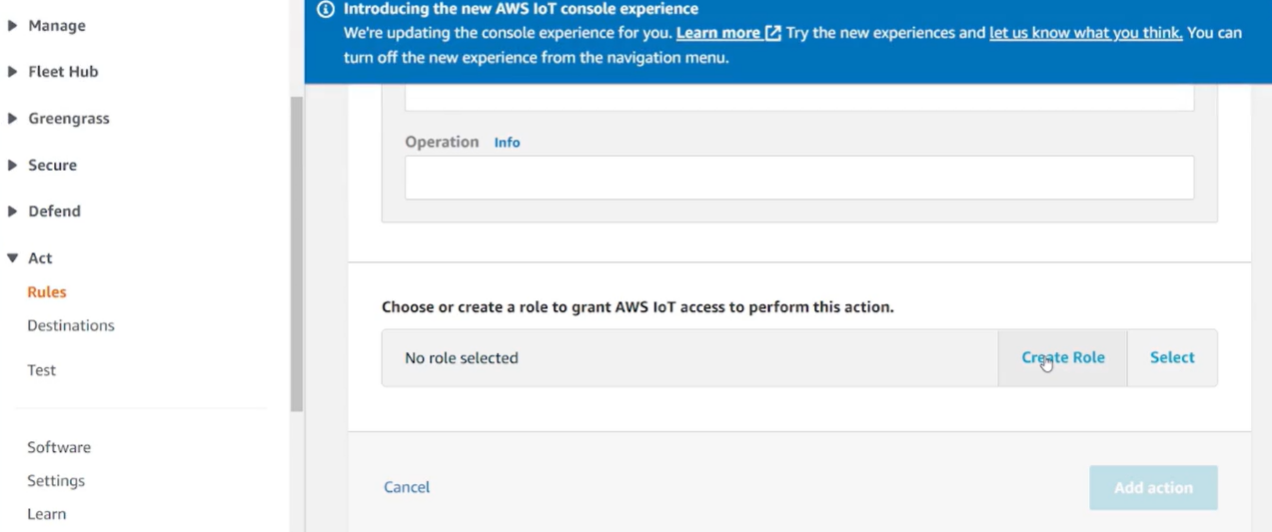 Manage
Fleet Hub
Greengrass
Secure
Defend
Act
Rules
Destinations
Test
Software
Settings
Learn
Introducing the new AWS IoT console experience
We're updating the console experience for you. Learn more Try the new experiences and let us know what you think. You can
turn off the new experience from the navigation menu.
Operation Info
Choose or create a role to grant AWS IoT access to perform this action.
No role selected Create Role Select
Cancel Add action